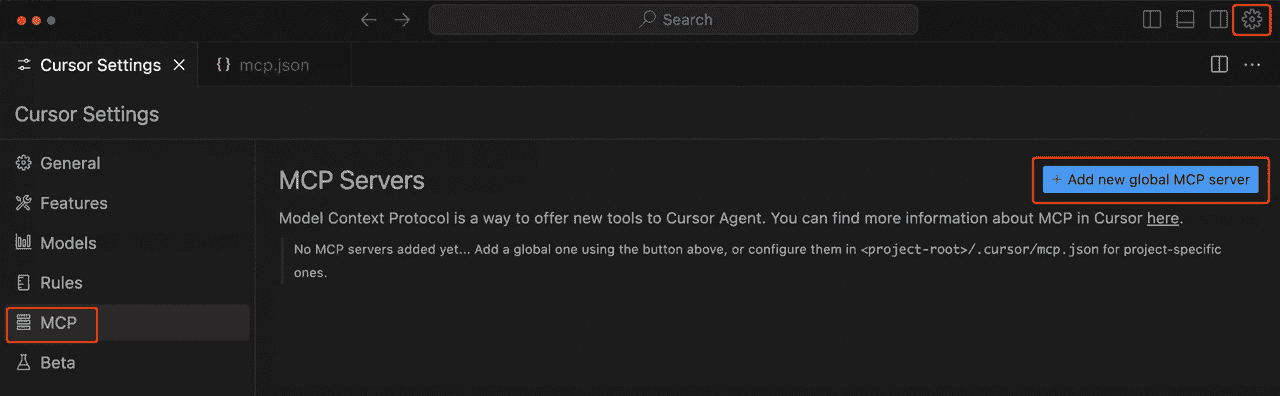 Search
Cursor Settings
{} mcp.json
Cursor Settings
General
Features
Models
Rules
MCP
Beta
MCP Servers
+ Add new global MCP server
Model Context Protocol is a way to offer new tools to Cursor Agent. You can find more information about MCP in Cursor here.
No MCP servers added yet... Add a global one using the button above, or configure them in <project-root>/.cursor/mcp.json for project-specific
ones.